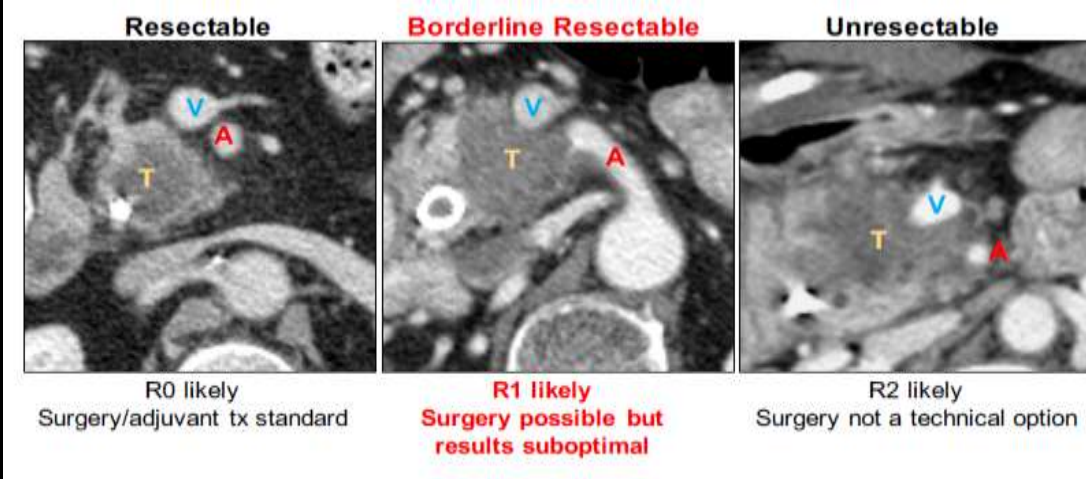 Resectable
Borderline Resectable
Unresectable
V
A
T
V
T
A
V
T
A
R0 likely
Surgery/adjuvant tx standard
R1 likely
Surgery possible but
results suboptimal
R2 likely
Surgery not a technical option